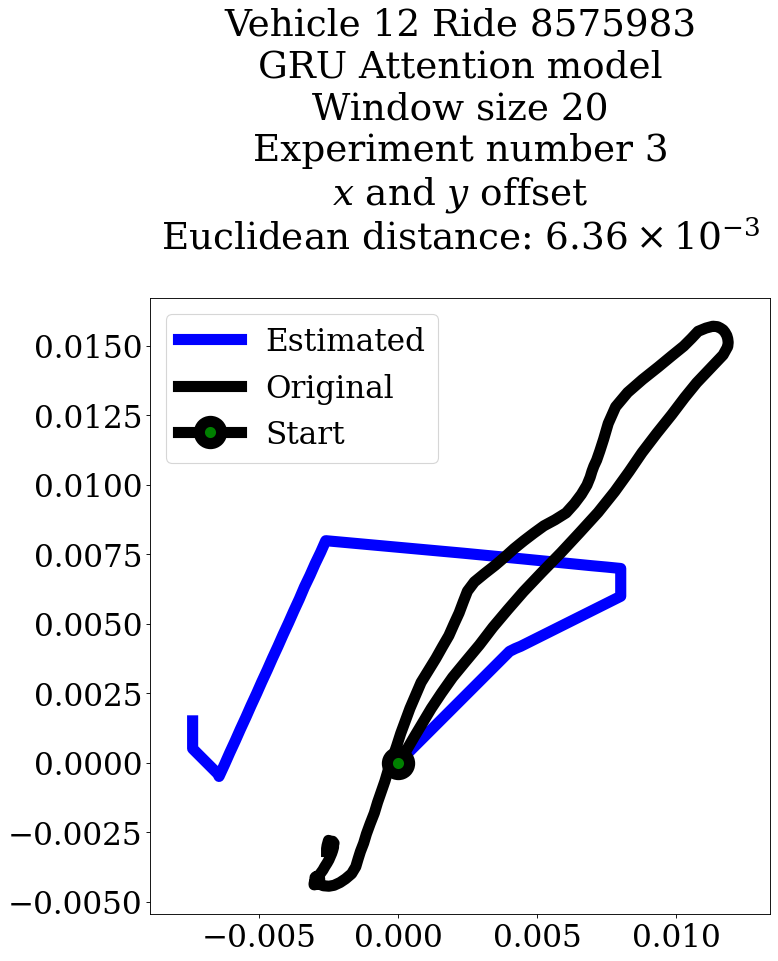 Vehicle 12 Ride 8575983
GRU Attention model
Window size 20
Experiment number 3
x and y offset
Euclidean distance: 6.36 × 10⁻³
Estimated
Original
Start
0.0150
0.0125
0.0100
0.0075
0.0050
0.0025
0.0000
−0.0025
−0.0050
−0.005 0.000 0.005 0.010